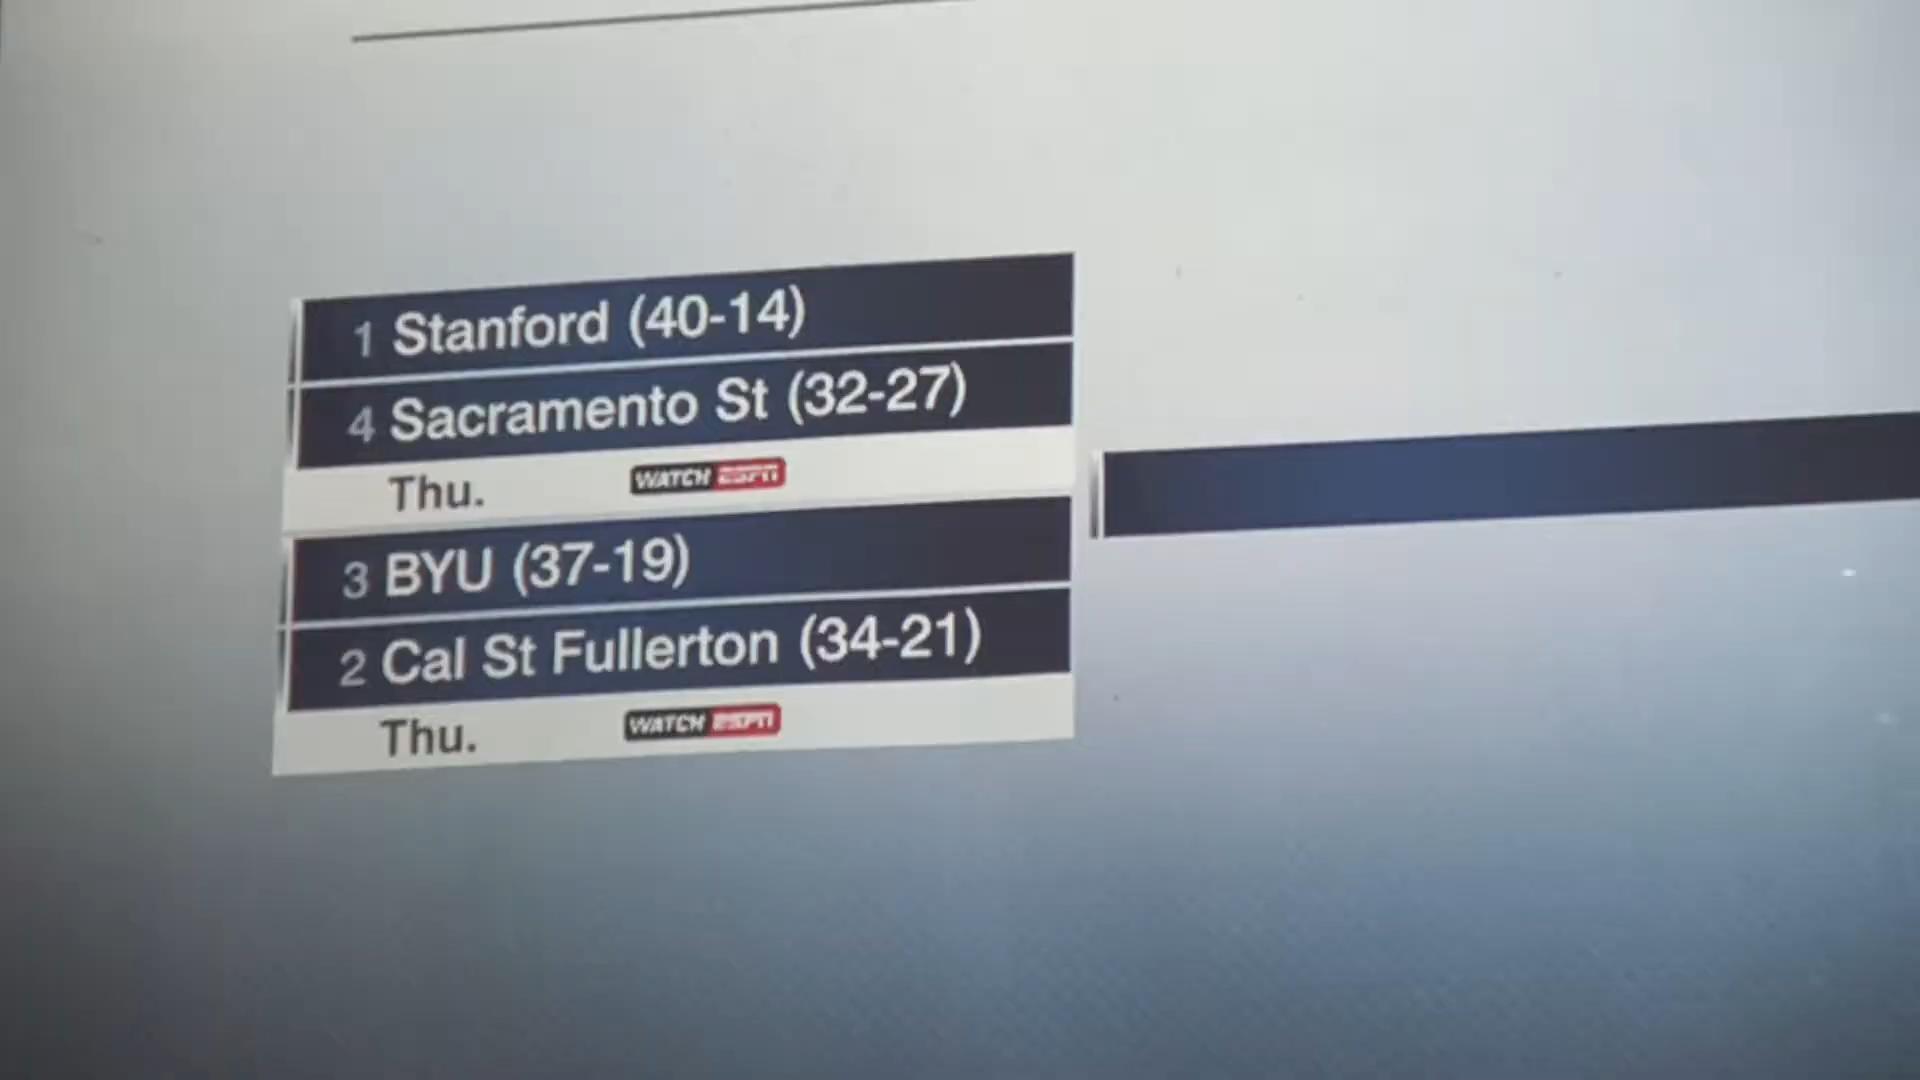 1 Stanford (40-14)
4 Sacramento St (32-27)
Thu. WATCH ESPN
3 BYU (37-19)
2 Cal St Fullerton (34-21)
Thu. WATCH ESPN